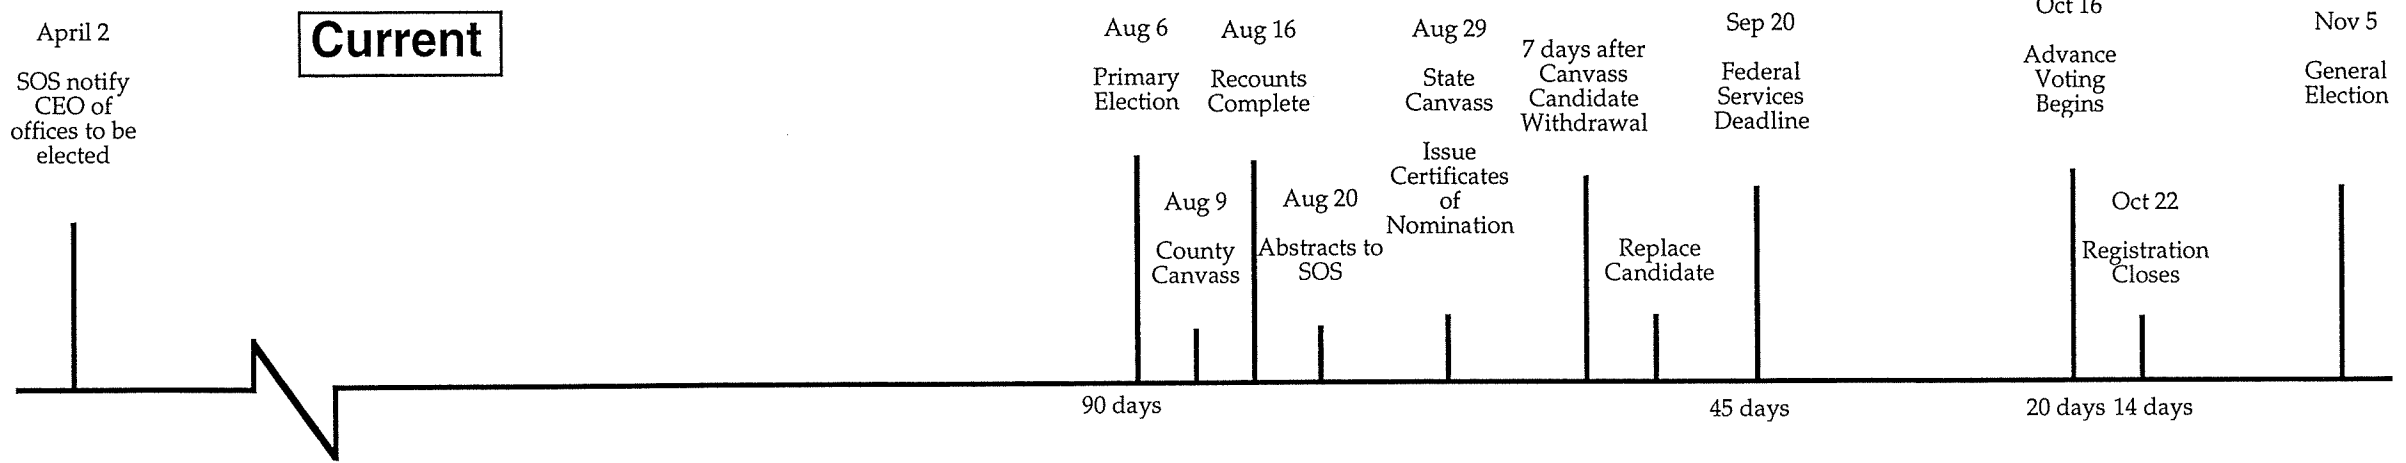 April 2
SOS notify
CEO of
offices to be
elected
Current
Aug 6
Primary
Election
Aug 9
County
Canvass
Aug 16
Recounts
Complete
Aug 20
Abstracts to
SOS
Aug 29
State
Canvass
Issue
Certificates
of
Nomination
7 days after
Canvass
Candidate
Withdrawal
Replace
Candidate
Sep 20
Federal
Services
Deadline
Oct 16
Advance
Voting
Begins
Oct 22
Registration
Closes
Nov 5
General
Election
90 days
45 days
20 days 14 days